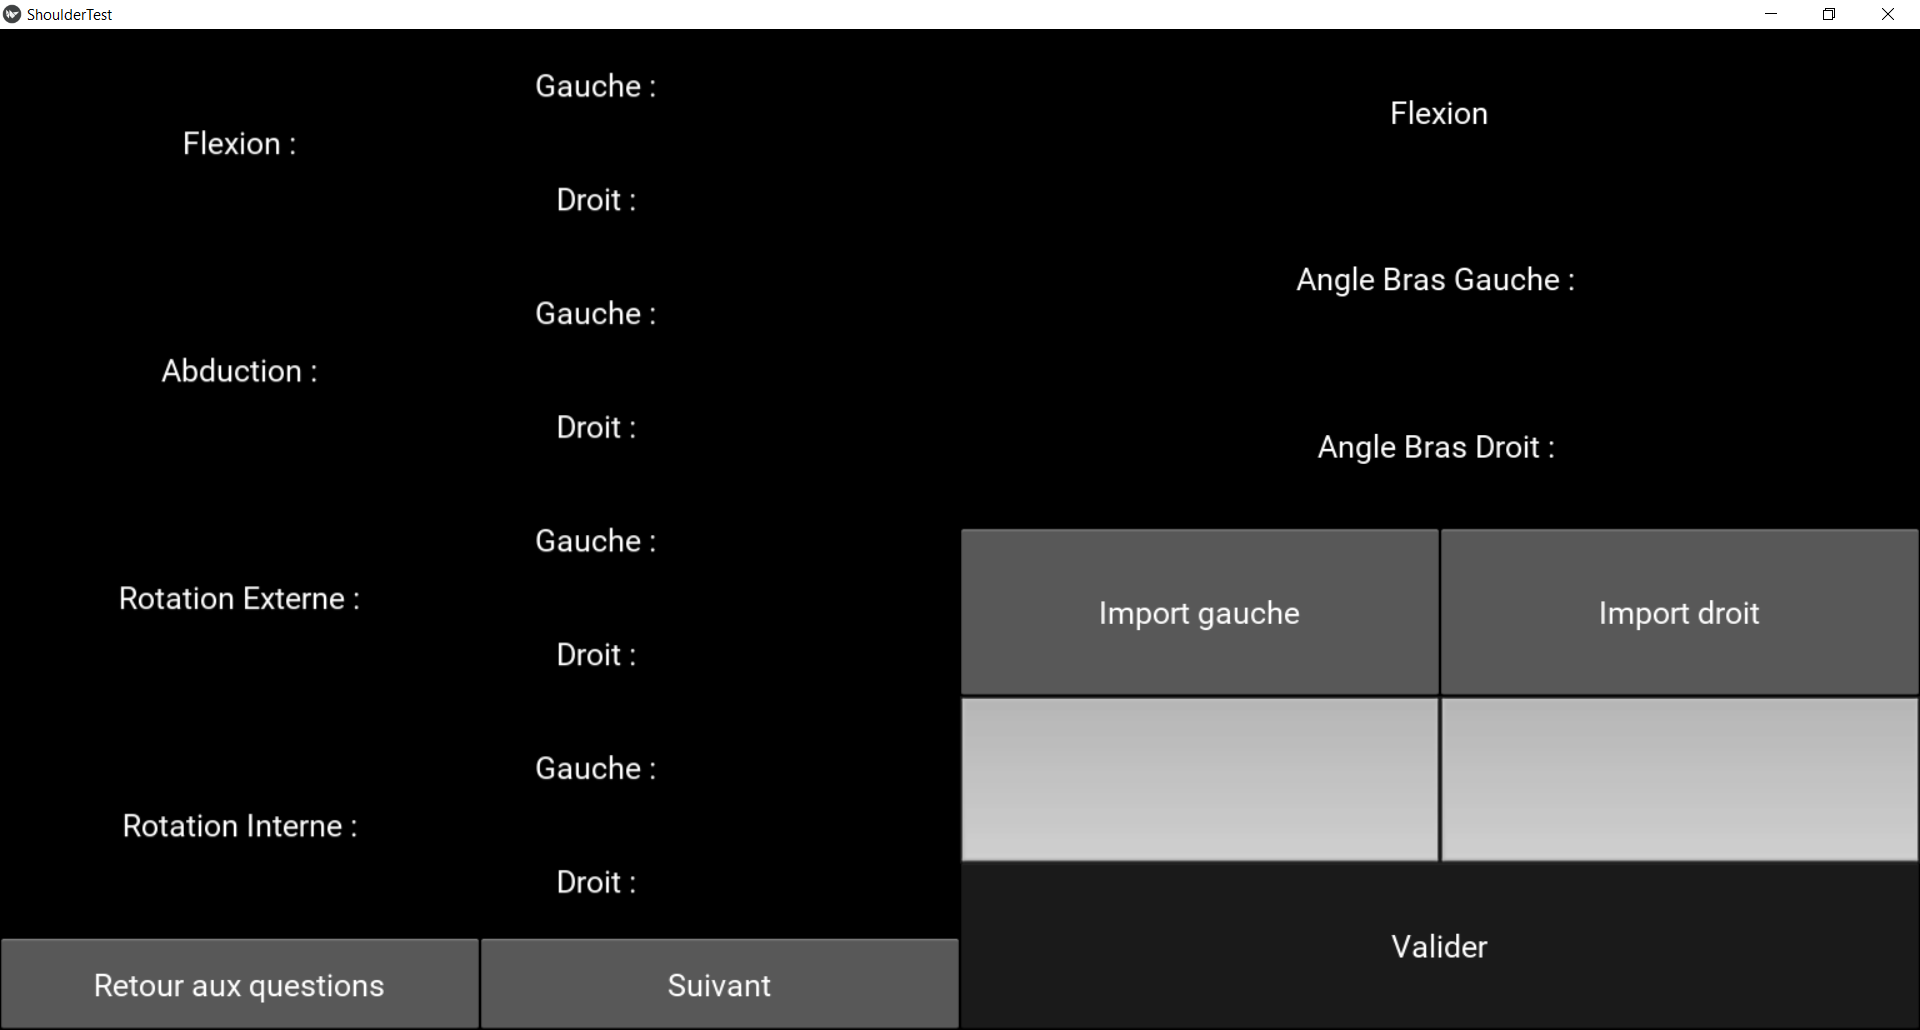 ShoulderTest
Flexion :
Gauche :
Droit :
Abduction :
Gauche :
Droit :
Rotation Externe :
Gauche :
Droit :
Rotation Interne :
Gauche :
Droit :
Retour aux questions
Suivant
Flexion
Angle Bras Gauche :
Angle Bras Droit :
Import gauche
Import droit
Valider